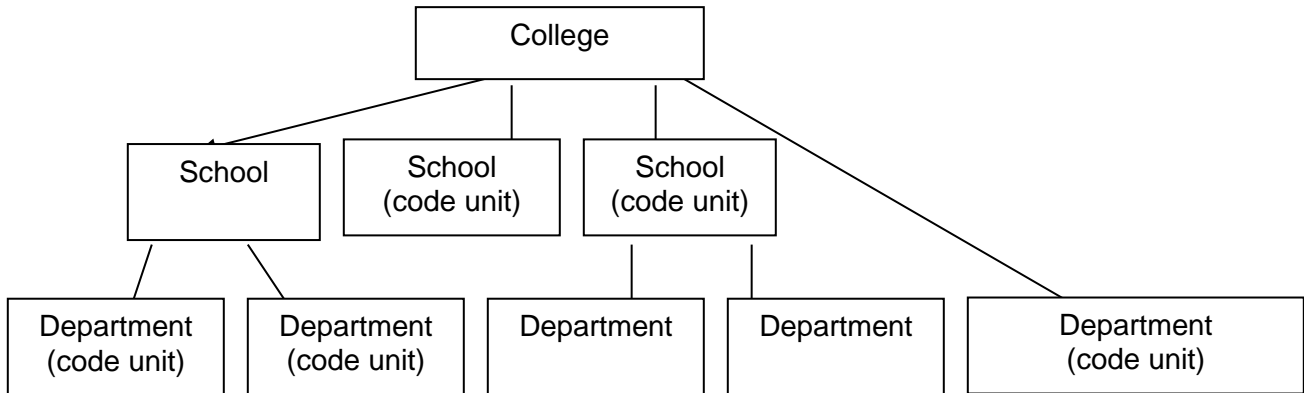 College
School
School
(code unit)
School
(code unit)
Department
(code unit)
Department
(code unit)
Department
Department
Department
(code unit)